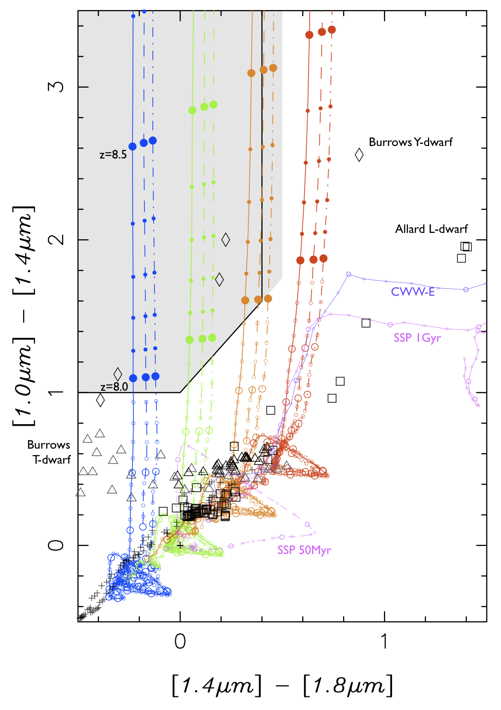 3
z=8.5
Burrows Y-dwarf
Allard L-dwarf
2
CWW-E
SSP 1Gyr
z=8.0
1
Burrows
T-dwarf
SSP 50Myr
0
0
1
[1.0μm] − [1.4μm]
[1.4μm] − [1.8μm]